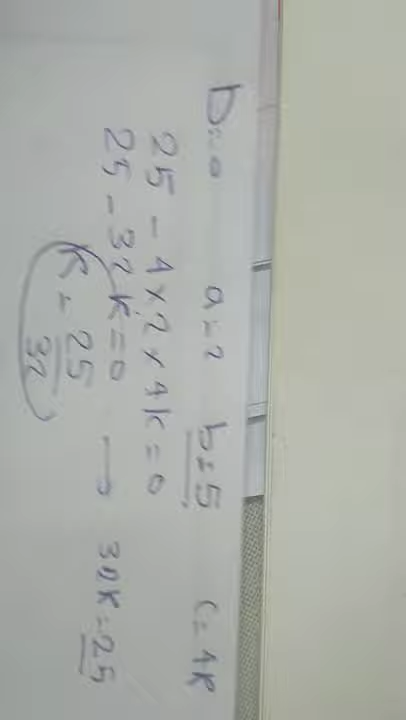 D=0 a=2 b=5 c=4K
25 - 4×2×4K=0
25 - 32K=0 → 32K=25
K = 25/32